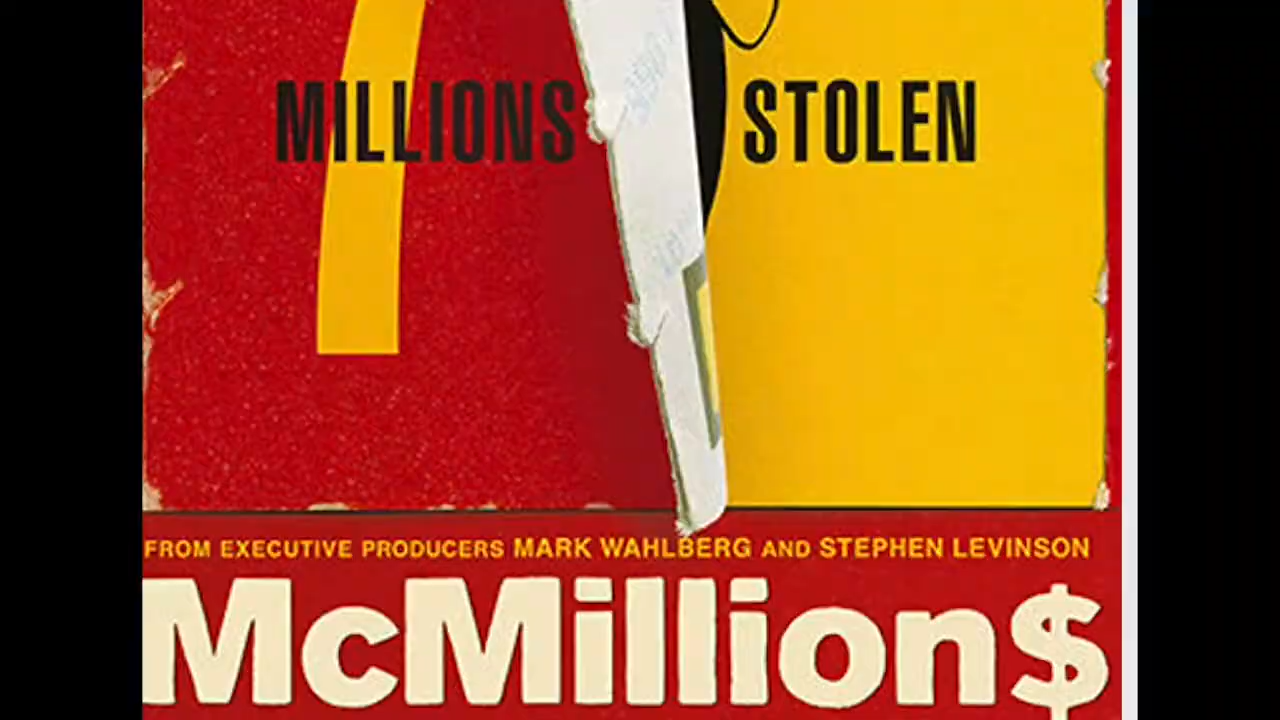 MILLIONS STOLEN
FROM EXECUTIVE PRODUCERS MARK WAHLBERG AND STEPHEN LEVINSON
McMillion$